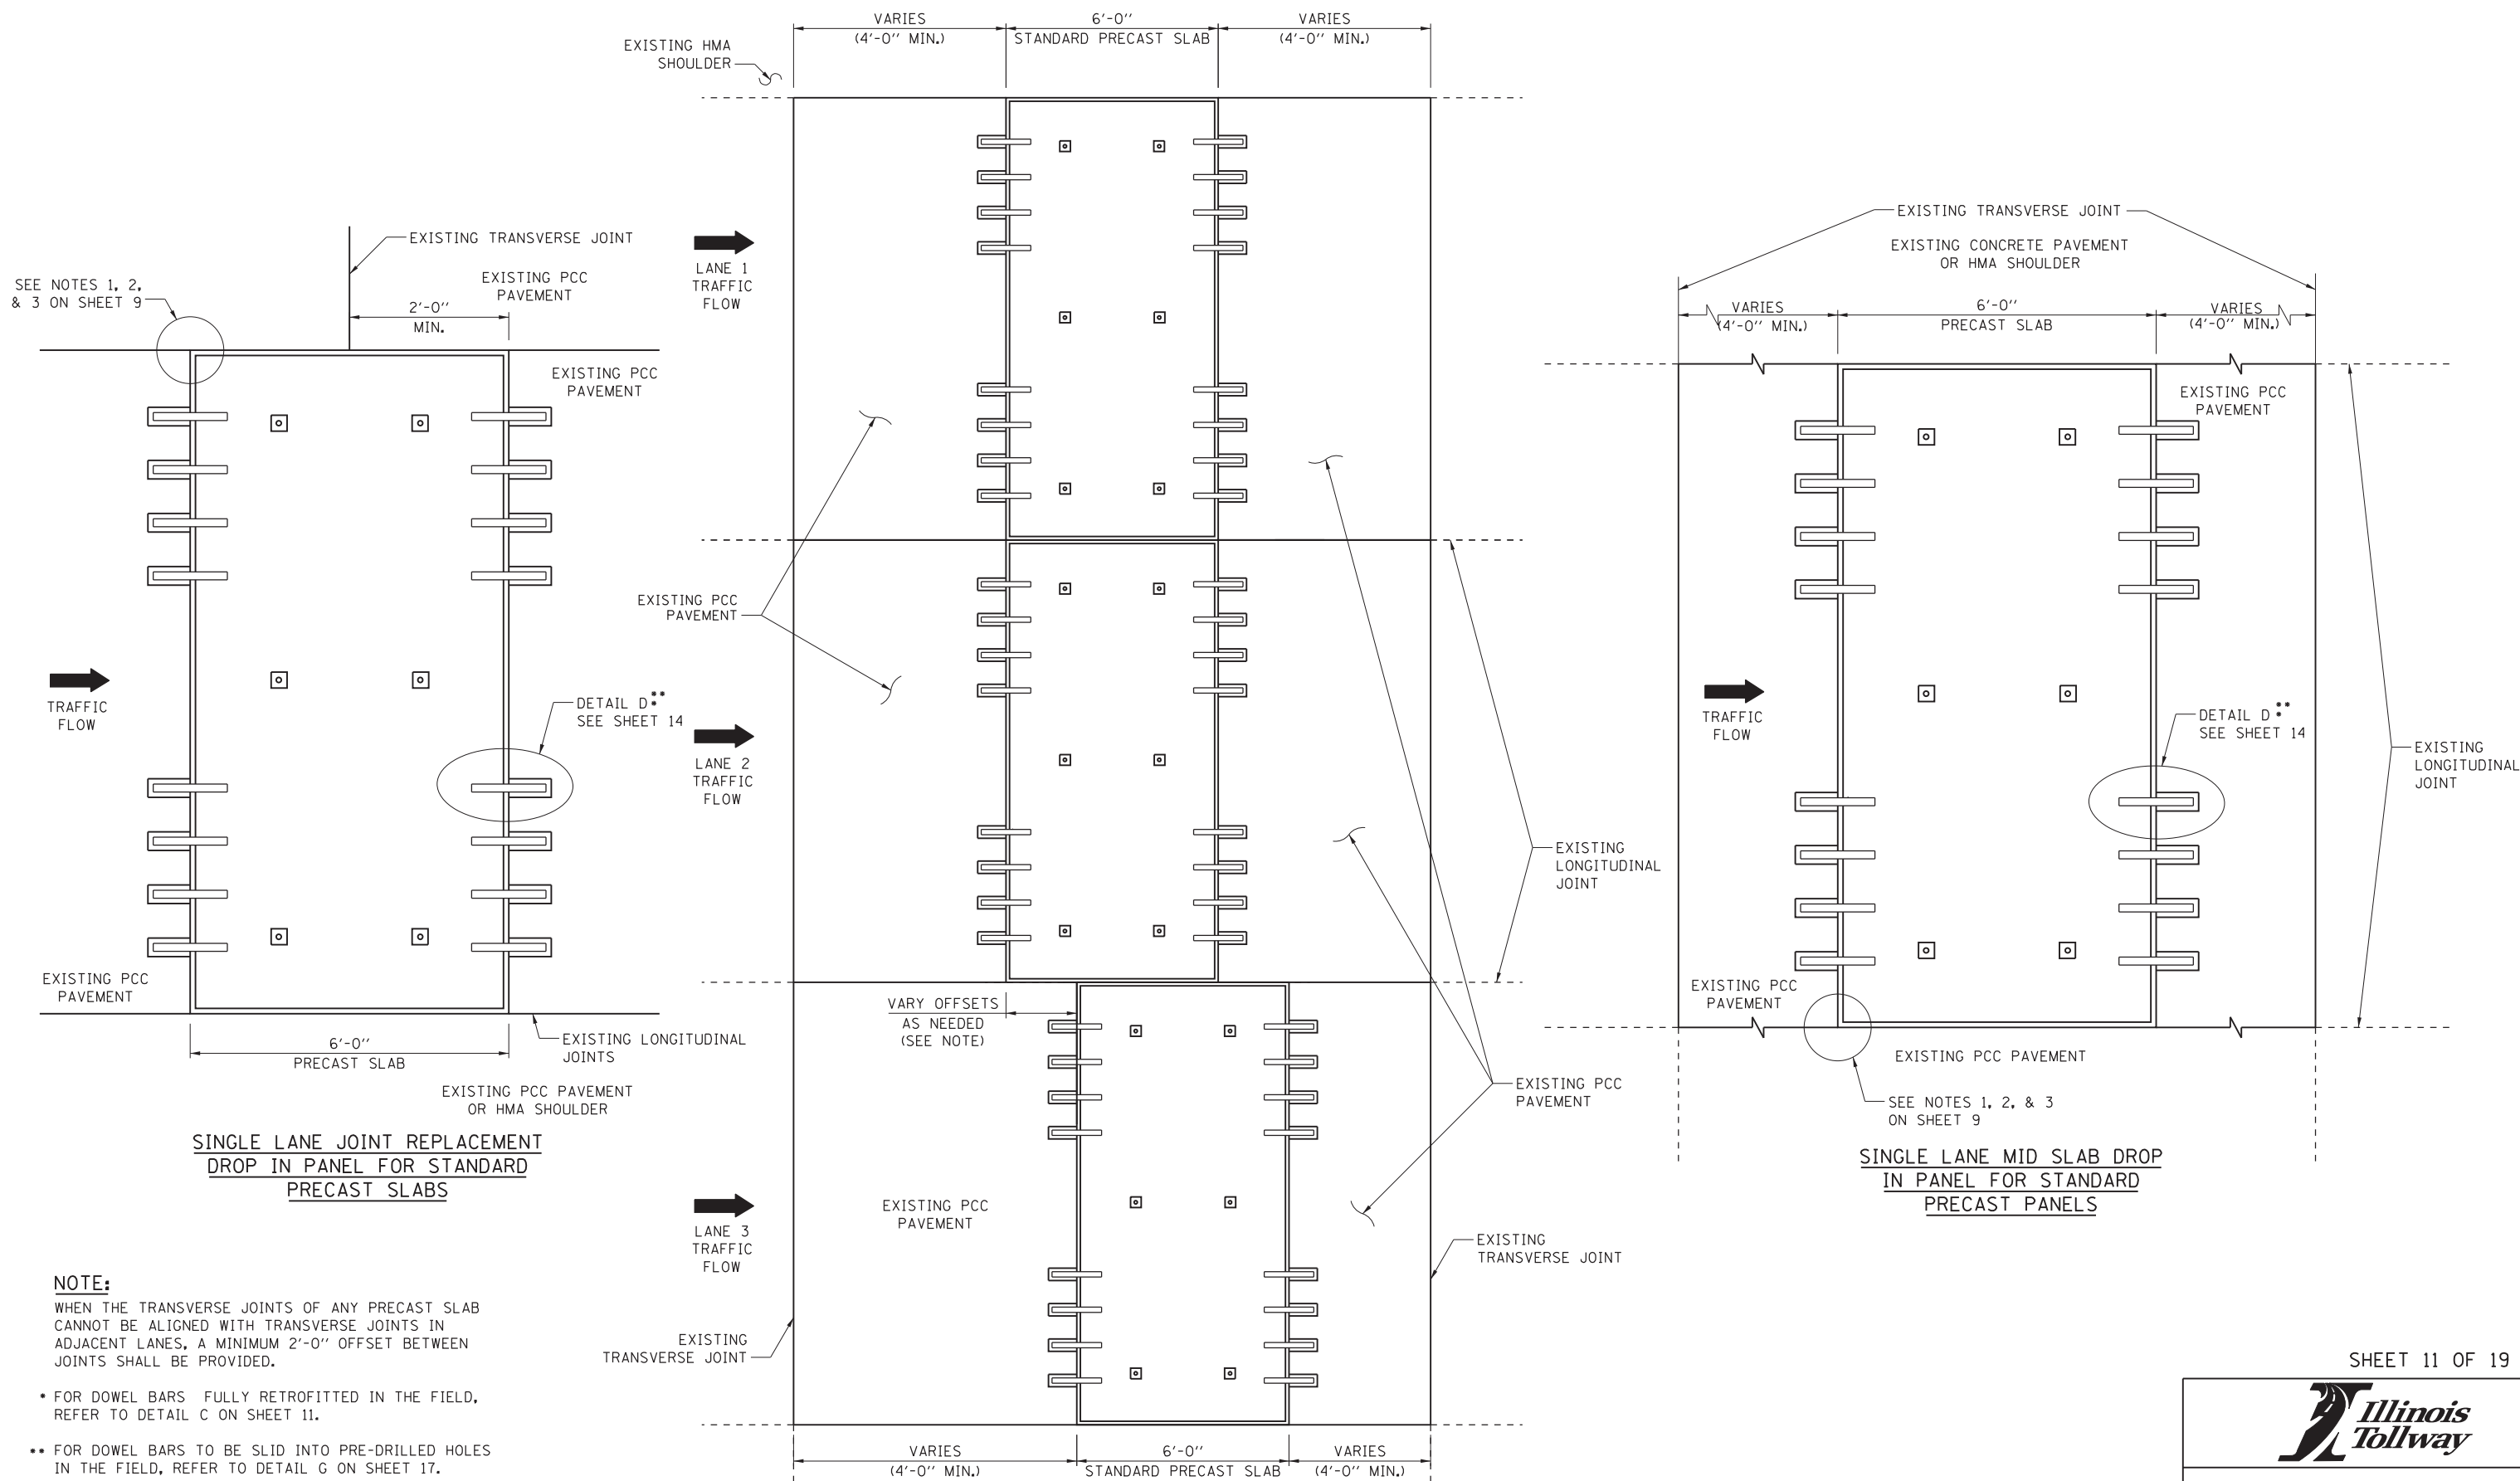 VARIES
(4'-0" MIN.)
6'-0"
STANDARD PRECAST SLAB
VARIES
(4'-0" MIN.)
EXISTING HMA
SHOULDER
EXISTING TRANSVERSE JOINT
EXISTING PCC
PAVEMENT
SEE NOTES 1, 2,
& 3 ON SHEET 9
2'-0"
MIN.
EXISTING PCC
PAVEMENT
TRAFFIC
FLOW
DETAIL D***
SEE SHEET 14
EXISTING PCC
PAVEMENT
6'-0"
PRECAST SLAB
EXISTING LONGITUDINAL
JOINTS
EXISTING PCC PAVEMENT
OR HMA SHOULDER
SINGLE LANE JOINT REPLACEMENT
DROP IN PANEL FOR STANDARD
PRECAST SLABS
LANE 1
TRAFFIC
FLOW
EXISTING PCC
PAVEMENT
LANE 2
TRAFFIC
FLOW
EXISTING
LONGITUDINAL
JOINT
VARY OFFSETS
AS NEEDED
(SEE NOTE)
EXISTING PCC
PAVEMENT
LANE 3
TRAFFIC
FLOW
EXISTING PCC
PAVEMENT
EXISTING
TRANSVERSE JOINT
EXISTING
TRANSVERSE JOINT
VARIES
(4'-0" MIN.)
6'-0"
STANDARD PRECAST SLAB
VARIES
(4'-0" MIN.)
EXISTING TRANSVERSE JOINT
EXISTING CONCRETE PAVEMENT
OR HMA SHOULDER
VARIES
(4'-0" MIN.)
6'-0"
PRECAST SLAB
VARIES
(4'-0" MIN.)
EXISTING PCC
PAVEMENT
TRAFFIC
FLOW
DETAIL D***
SEE SHEET 14
EXISTING
LONGITUDINAL
JOINT
EXISTING PCC
PAVEMENT
EXISTING PCC PAVEMENT
SEE NOTES 1, 2, & 3
ON SHEET 9
SINGLE LANE MID SLAB DROP
IN PANEL FOR STANDARD
PRECAST PANELS
NOTE:
WHEN THE TRANSVERSE JOINTS OF ANY PRECAST SLAB
CANNOT BE ALIGNED WITH TRANSVERSE JOINTS IN
ADJACENT LANES, A MINIMUM 2'-0" OFFSET BETWEEN
JOINTS SHALL BE PROVIDED.
* FOR DOWEL BARS FULLY RETROFITTED IN THE FIELD,
REFER TO DETAIL C ON SHEET 11.
** FOR DOWEL BARS TO BE SLID INTO PRE-DRILLED HOLES
IN THE FIELD, REFER TO DETAIL G ON SHEET 17.
SHEET 11 OF 19
Illinois
Tollway